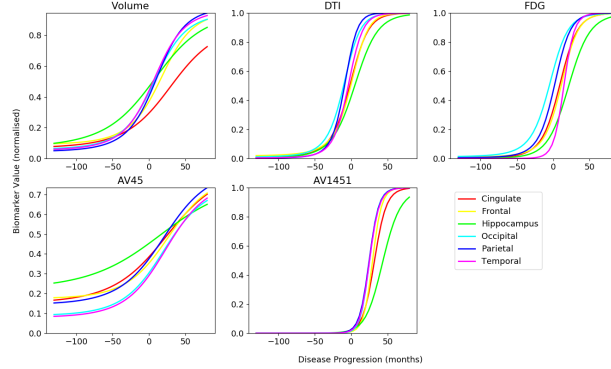 Volume
DTI
FDG
0.8
0.6
0.4
0.2
0.0
−100 −50 0 50
1.0
0.8
0.6
0.4
0.2
0.0
−100 −50 0 50
1.0
0.8
0.6
0.4
0.2
0.0
−100 −50 0 50
Biomarker Value (normalised)
AV45
AV1451
0.7
0.6
0.5
0.4
0.3
0.2
0.1
0.0
−100 −50 0 50
1.0
0.8
0.6
0.4
0.2
0.0
−100 −50 0 50
Cingulate
Frontal
Hippocampus
Occipital
Parietal
Temporal
Disease Progression (months)